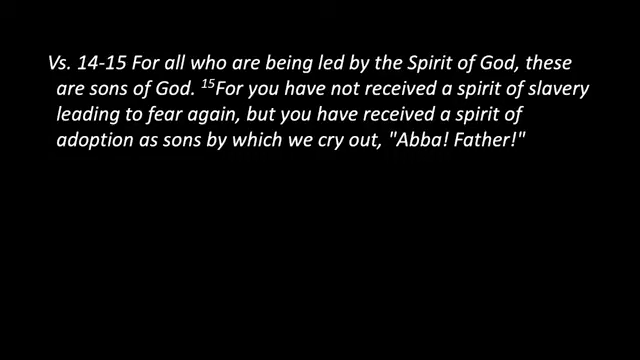 Vs. 14-15 For all who are being led by the Spirit of God, these
are sons of God. ¹⁵For you have not received a spirit of slavery
leading to fear again, but you have received a spirit of
adoption as sons by which we cry out, "Abba! Father!"